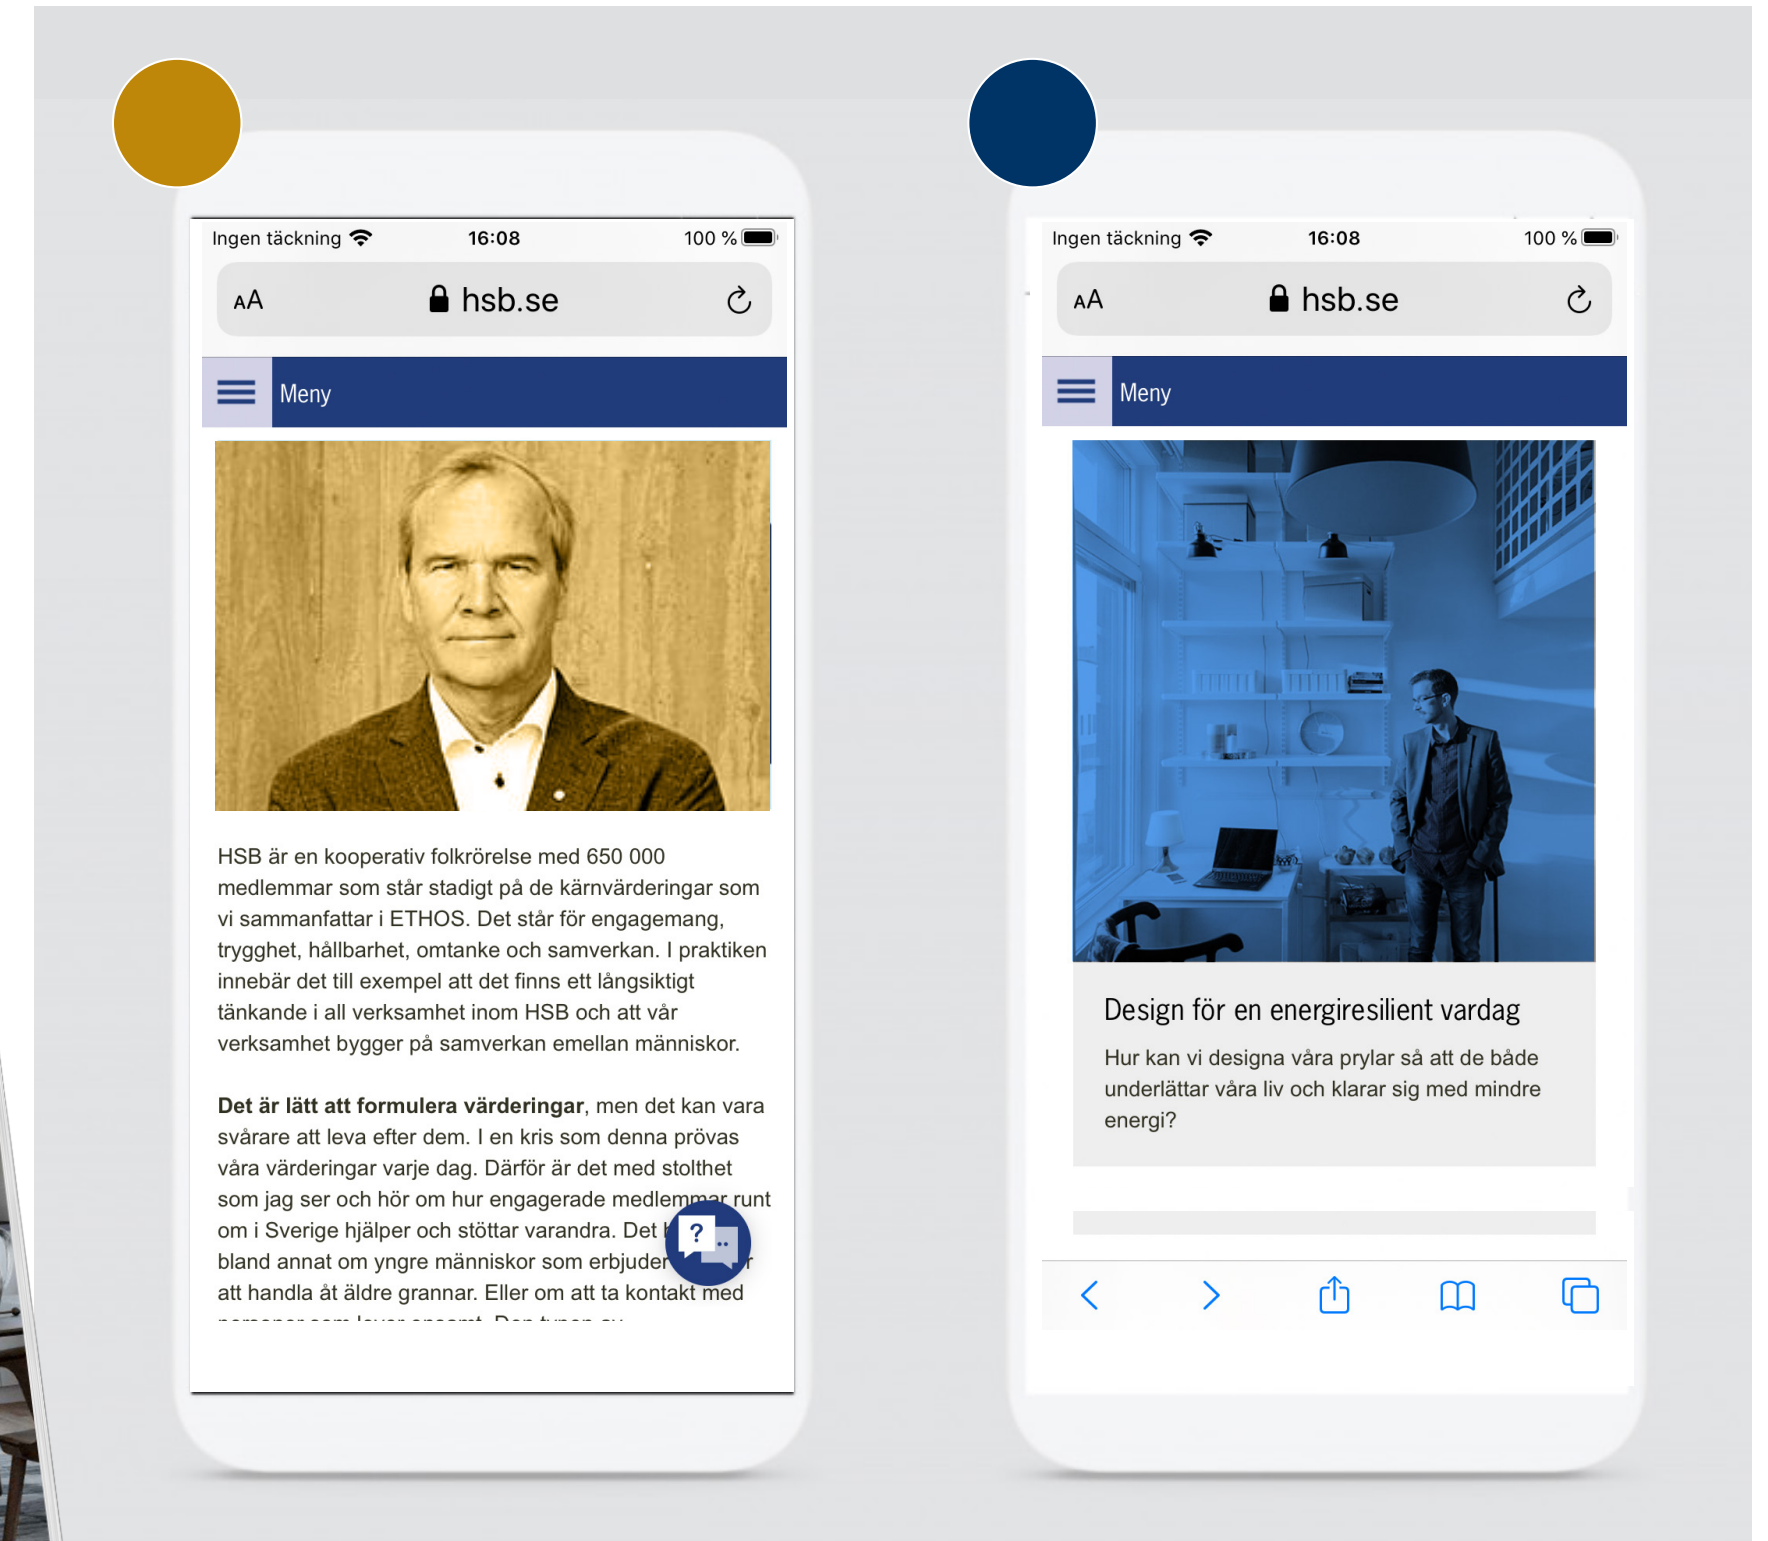 Ingen täckning 16:08 100 %
AA hsb.se
Meny
HSB är en kooperativ folkrörelse med 650 000
medlemmar som står stadigt på de kärnvärderingar som
vi sammanfattar i ETHOS. Det står för engagemang,
trygghet, hållbarhet, omtanke och samverkan. I praktiken
innebär det till exempel att det finns ett långsiktigt
tänkande i all verksamhet inom HSB och att vår
verksamhet bygger på samverkan emellan människor.
Det är lätt att formulera värderingar, men det kan vara
svårare att leva efter dem. I en kris som denna prövas
våra värderingar varje dag. Därför är det med stolthet
som jag ser och hör om hur engagerade medlemmar runt
om i Sverige hjälper och stöttar varandra. Det
bland annat om yngre människor som erbjuder
att handla åt äldre grannar. Eller om att ta kontakt med
?
Ingen täckning 16:08 100 %
AA hsb.se
Meny
Design för en energiresilient vardag
Hur kan vi designa våra prylar så att de både
underlättar våra liv och klarar sig med mindre
energi?